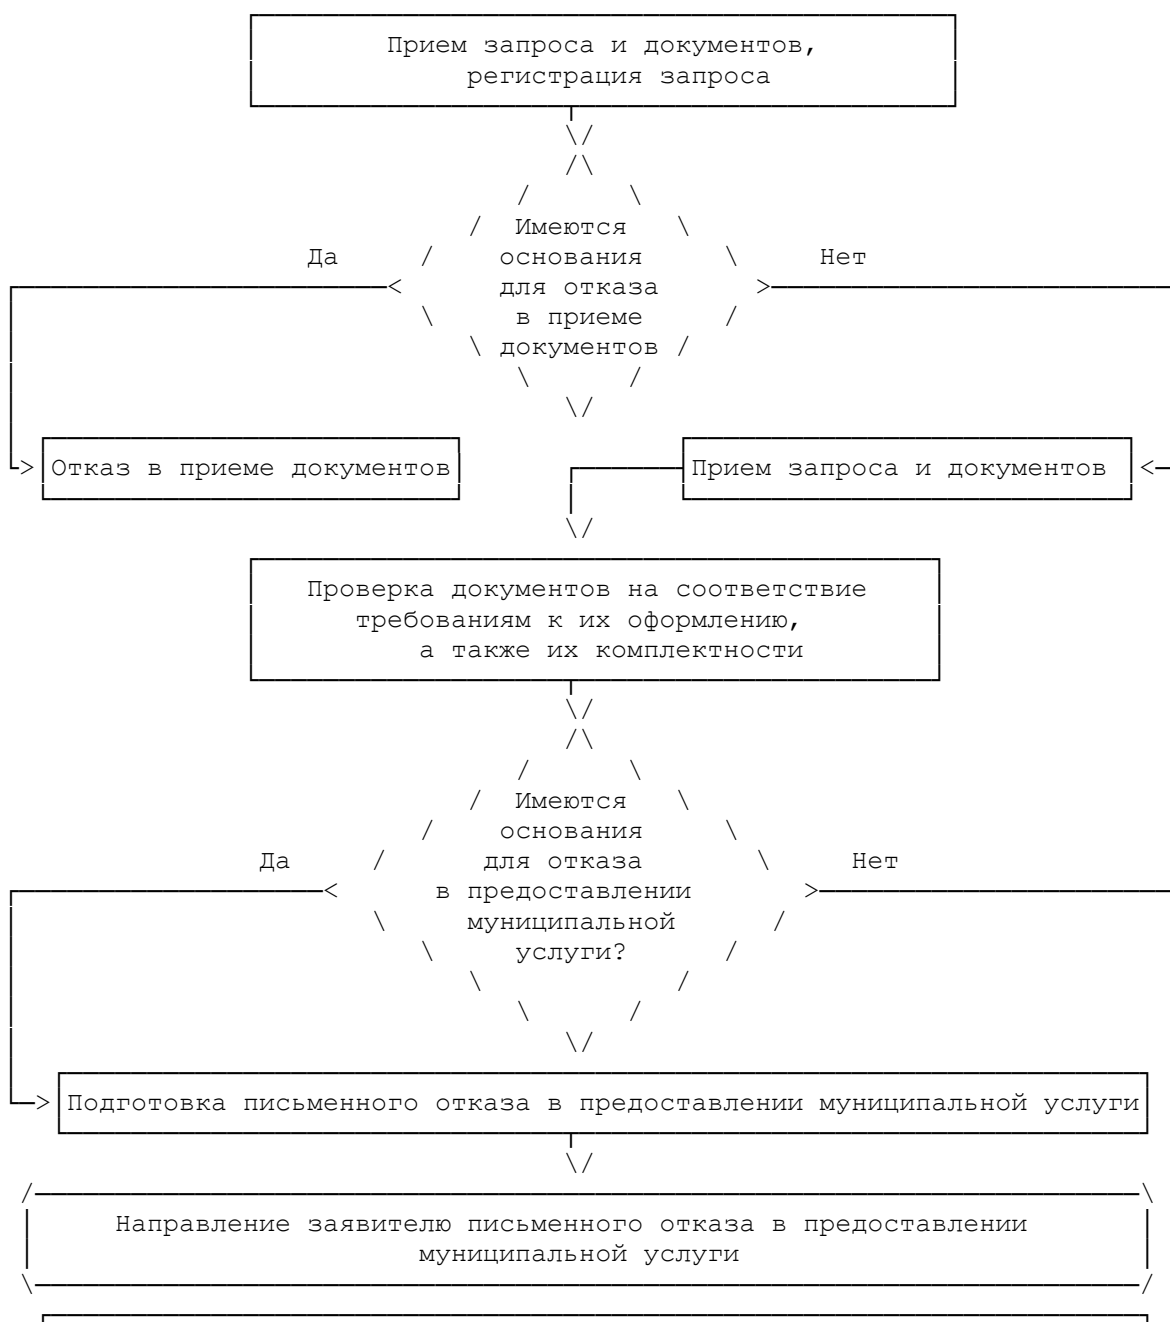 Прием запроса и документов,
регистрация запроса
Имеются
основания
для отказа
в приеме
документов
Да
Нет
Отказ в приеме документов
Прием запроса и документов
Проверка документов на соответствие
требованиям к их оформлению,
а также их комплектности
Имеются
основания
для отказа
в предоставлении
муниципальной
услуги?
Да
Нет
Подготовка письменного отказа в предоставлении муниципальной услуги
Направление заявителю письменного отказа в предоставлении
муниципальной услуги